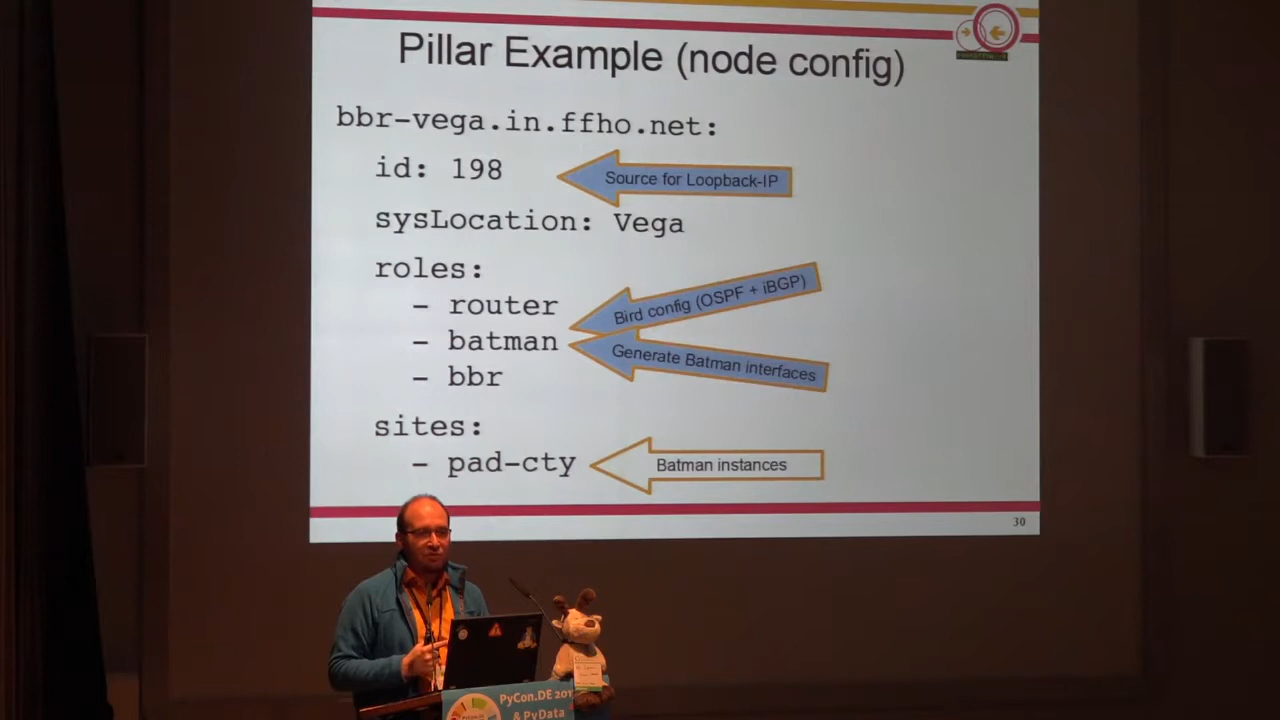 Pillar Example (node config)
bbr-vega.in.ffho.net:
id: 198
Source for Loopback-IP
sysLocation: Vega
roles:
- router
Bird config (OSPF + iBGP)
- batman
Generate Batman interfaces
- bbr
sites:
- pad-cty
Batman instances
30
PyCon.DE 201
& PyData